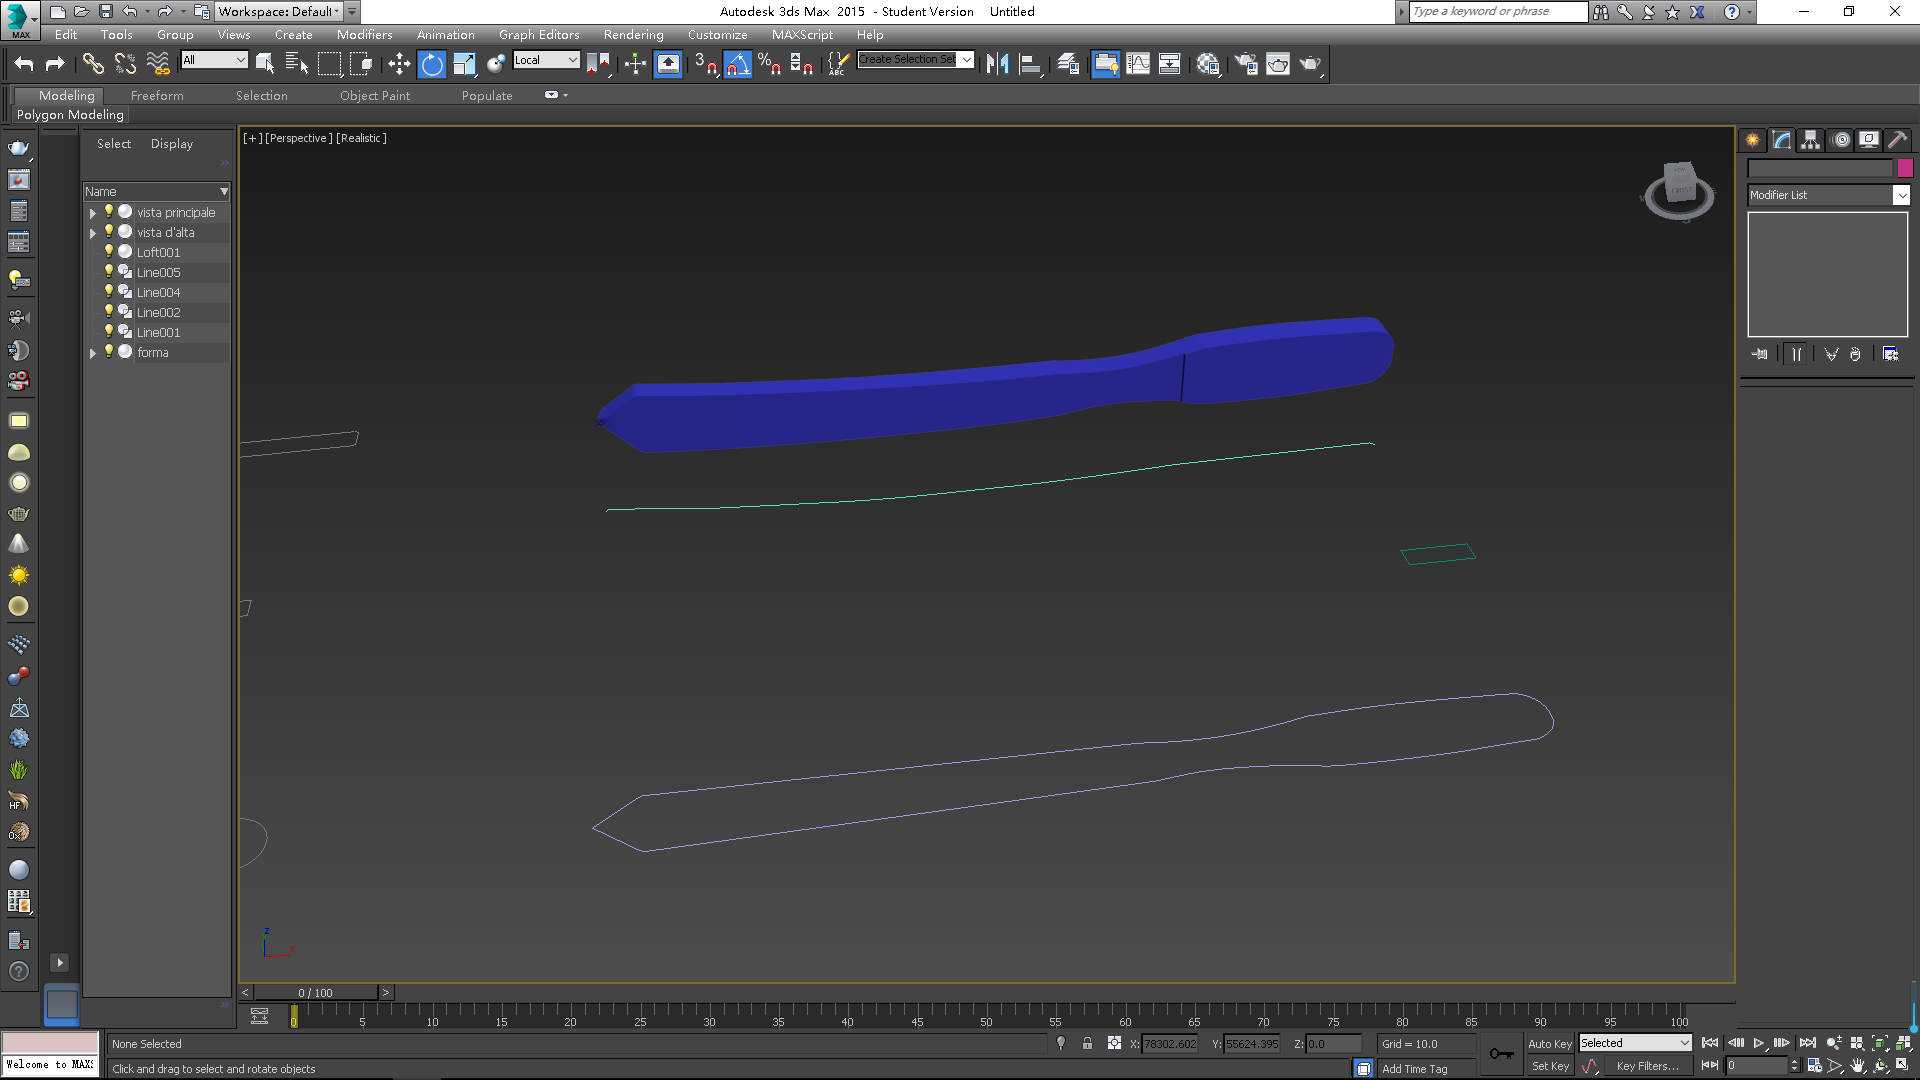 Workspace: Default
Autodesk 3ds Max 2015 - Student Version Untitled
Type a keyword or phrase
MAX
Edit Tools Group Views Create Modifiers Animation Graph Editors Rendering Customize MAXScript Help
All
Local
3
%
ABC
Create Selection Set
Modeling Freeform Selection Object Paint Populate
Polygon Modeling
Select Display
[+] [Perspective] [Realistic]
Name
vista principale
vista d'alta
Loft001
Line005
Line004
Line002
Line001
forma
Modifier List
HF
z
x
0 / 100
0 5 10 15 20 25 30 35 40 45 50 55 60 65 70 75 80 85 90 95 100
None Selected
X: 78302.602 Y: 55624.395 Z: 0.0
Grid = 10.0
Auto Key Selected
Welcome to MAX
Click and drag to select and rotate objects
Add Time Tag
Set Key Key Filters...
0